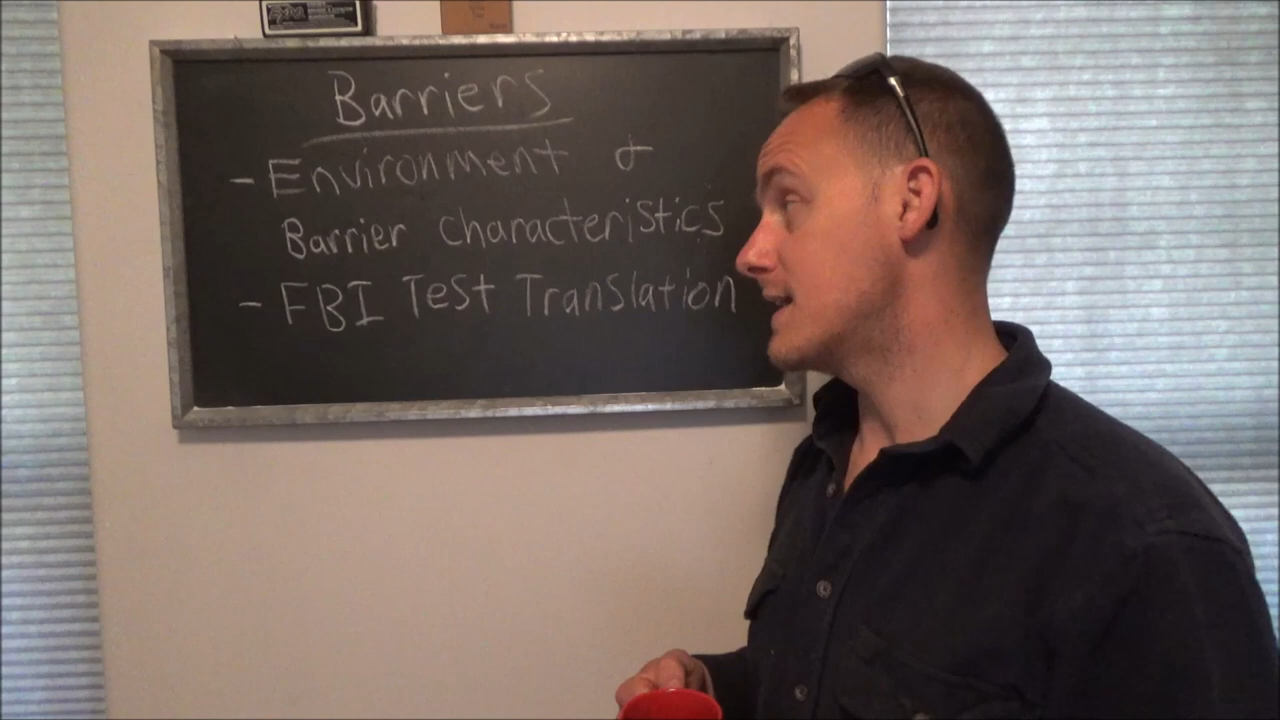 Barriers
- Environment &
Barrier Characteristics
- FBI Test Translation